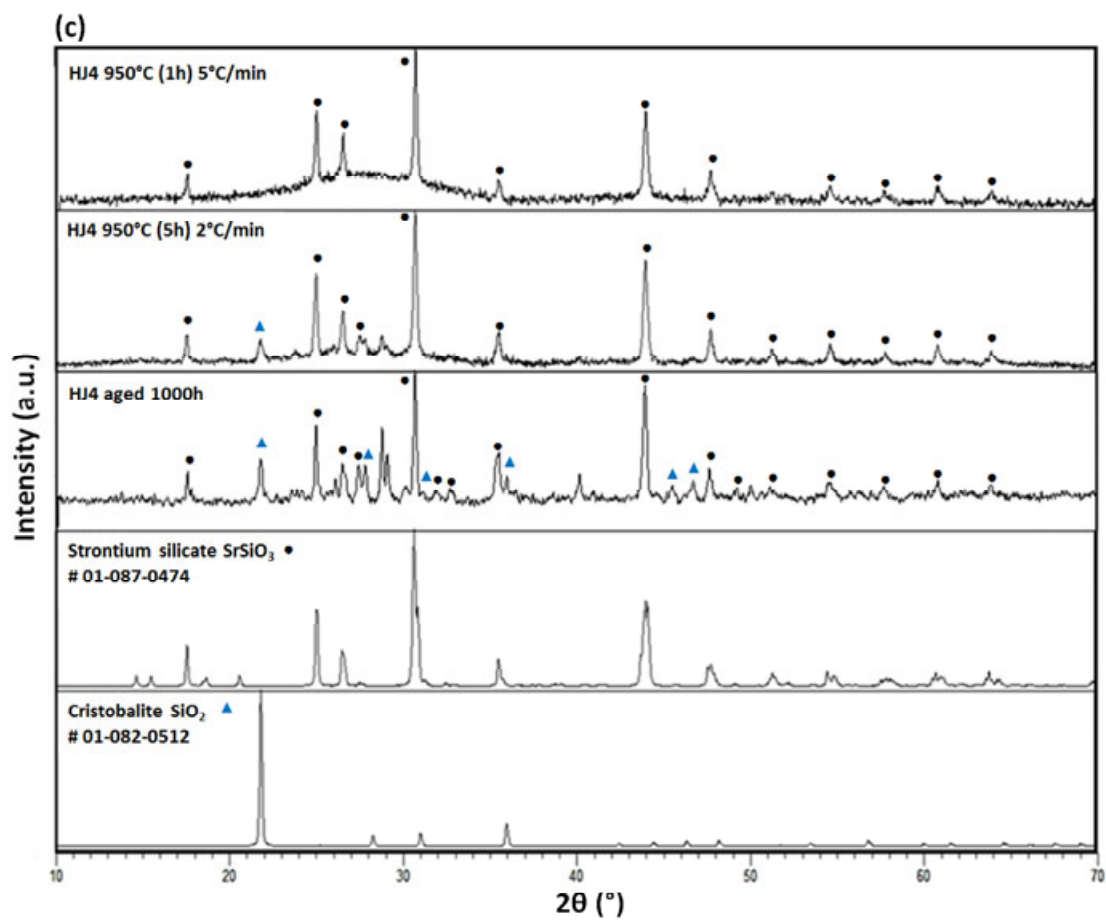 (c)
HJ4 950°C (1h) 5°C/min
HJ4 950°C (5h) 2°C/min
HJ4 aged 1000h
Strontium silicate SrSiO₃ ●
# 01-087-0474
Cristobalite SiO₂ ▲
# 01-082-0512
Intensity (a.u.)
10 20 30 40 50 60 70
2θ (°)